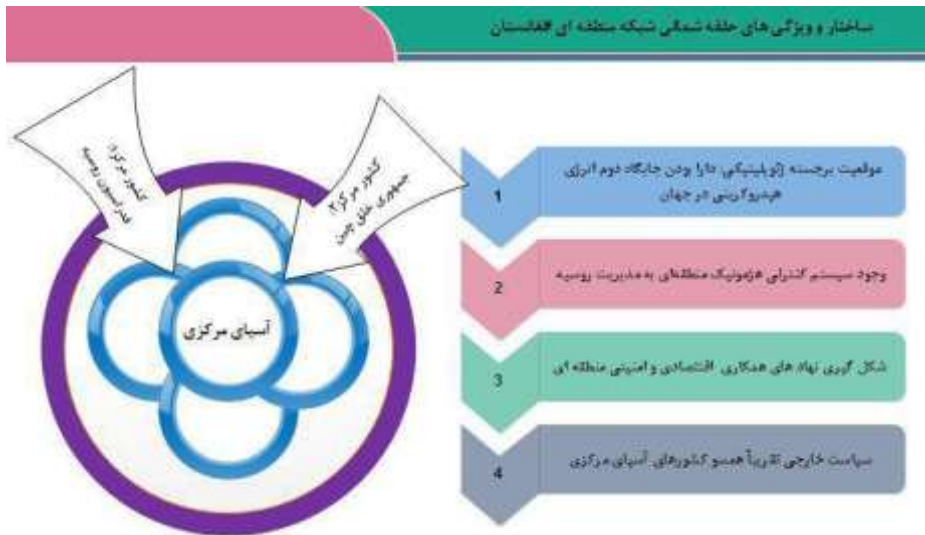 ساختار و ویژگی های حلقه شمالی شبکه منطقه ای افغانستان
کشور مرکز۱:
فدراسیون روسیه
کشور مرکز۲
جمهوری خلق چین
آسیای مرکزی
1
موقعیت برجسته ژئوپلیتیکی: دارا بودن جایگاه دوم انرژی
هیدروکربنی در جهان
2
وجود سیستم کنترلی هژمونیک منطقه‌ای به مدیریت روسیه
3
شکل گیری نهاد های همکاری اقتصادی و امنیتی منطقه ای
4
سیاست خارجی تقریباً همسو کشورهای آسیای مرکزی